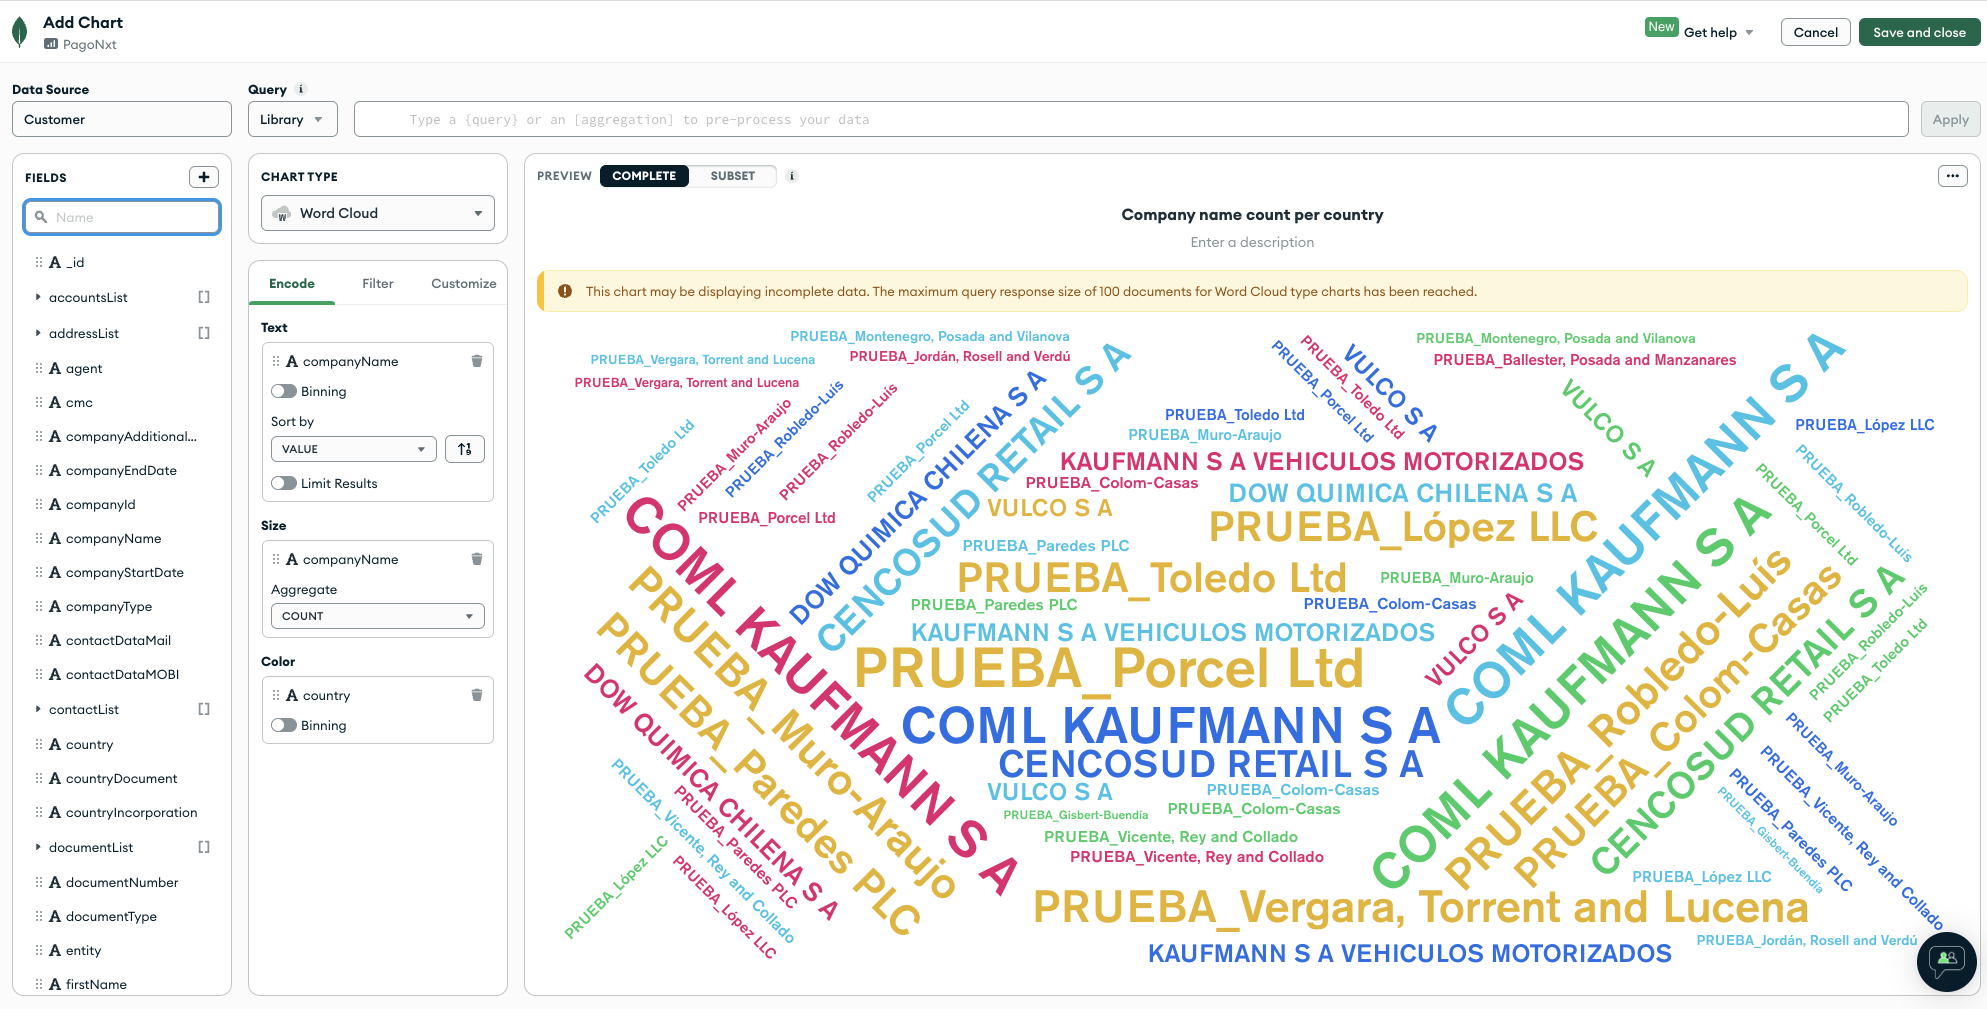 Add Chart
PagoNxt
New
Get help
Cancel
Save and close
Data Source
Customer
Query i
Library
Type a {query} or an [aggregation] to pre-process your data
Apply
FIELDS
+
Name
A _id
accountsList []
addressList []
A agent
A cmc
A companyAdditional...
A companyEndDate
A companyId
A companyName
A companyStartDate
A companyType
A contactDataMail
A contactDataMOBI
contactList []
A country
A countryDocument
A countryIncorporation
documentList []
A documentNumber
A documentType
A entity
A firstName
CHART TYPE
W Word Cloud
Encode
Filter
Customize
Text
A companyName
Binning
Sort by
VALUE
Limit Results
Size
A companyName
Aggregate
COUNT
Color
A country
Binning
PREVIEW
COMPLETE
SUBSET
i
...
Company name count per country
Enter a description
This chart may be displaying incomplete data. The maximum query response size of 100 documents for Word Cloud type charts has been reached.
PRUEBA_Montenegro, Posada and Vilanova
PRUEBA_Vergara, Torrent and Lucena
PRUEBA_Jordán, Rosell and Verdú
PRUEBA_Vergara, Torrent and Lucena
PRUEBA_Toledo Ltd
PRUEBA_Muro-Araujo
PRUEBA_Robledo-Luís
PRUEBA_Robledo-Luís
PRUEBA_Porcel Ltd
DOW QUIMICA CHILENA S A
CENCOSUD RETAIL S A
PRUEBA_Porcel Ltd
PRUEBA_Porcel Ltd
PRUEBA_Toledo Ltd
VULCO S A
PRUEBA_Montenegro, Posada and Vilanova
PRUEBA_Ballester, Posada and Manzanares
VULCO S A
COML KAUFMANN S A
PRUEBA_López LLC
PRUEBA_Robledo-Luís
PRUEBA_Porcel Ltd
PRUEBA_Toledo Ltd
PRUEBA_Muro-Araujo
KAUFMANN S A VEHICULOS MOTORIZADOS
PRUEBA_Colom-Casas
DOW QUIMICA CHILENA S A
VULCO S A
PRUEBA_López LLC
PRUEBA_Paredes PLC
PRUEBA_Toledo Ltd
PRUEBA_Muro-Araujo
PRUEBA_Paredes PLC
PRUEBA_Colom-Casas
VULCO S A
KAUFMANN S A VEHICULOS MOTORIZADOS
PRUEBA_Porcel Ltd
COML KAUFMANN S A
CENCOSUD RETAIL S A
VULCO S A
PRUEBA_Colom-Casas
PRUEBA_Gisbert-Buendía
PRUEBA_Colom-Casas
PRUEBA_Vicente, Rey and Collado
PRUEBA_Vicente, Rey and Collado
COML KAUFMANN S A
PRUEBA_Muro-Araujo
PRUEBA_Paredes PLC
DOW QUIMICA CHILENA S A
PRUEBA_Vicente, Rey and Collado
PRUEBA_Paredes PLC
PRUEBA_López LLC
PRUEBA_López LLC
COML KAUFMANN S A
PRUEBA_Robledo-Luís
PRUEBA_Colom-Casas
CENCOSUD RETAIL S A
PRUEBA_Robledo-Luís
PRUEBA_Toledo Ltd
PRUEBA_Muro-Araujo
PRUEBA_Vicente, Rey and Collado
PRUEBA_Paredes PLC
PRUEBA_Gisbert-Buendía
PRUEBA_López LLC
PRUEBA_Vergara, Torrent and Lucena
PRUEBA_Jordán, Rosell and Verdú
KAUFMANN S A VEHICULOS MOTORIZADOS